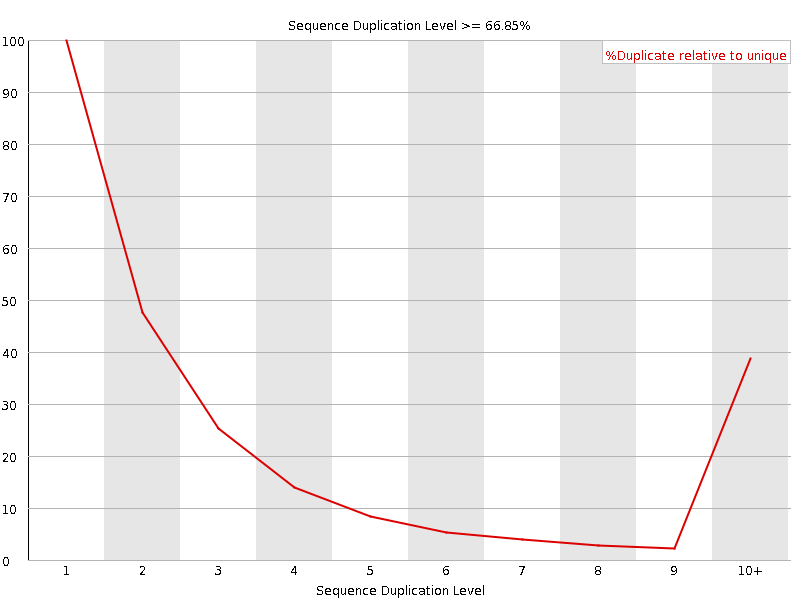 Sequence Duplication Level >= 66.85%
%Duplicate relative to unique
100
90
80
70
60
50
40
30
20
10
0
1 2 3 4 5 6 7 8 9 10+
Sequence Duplication Level